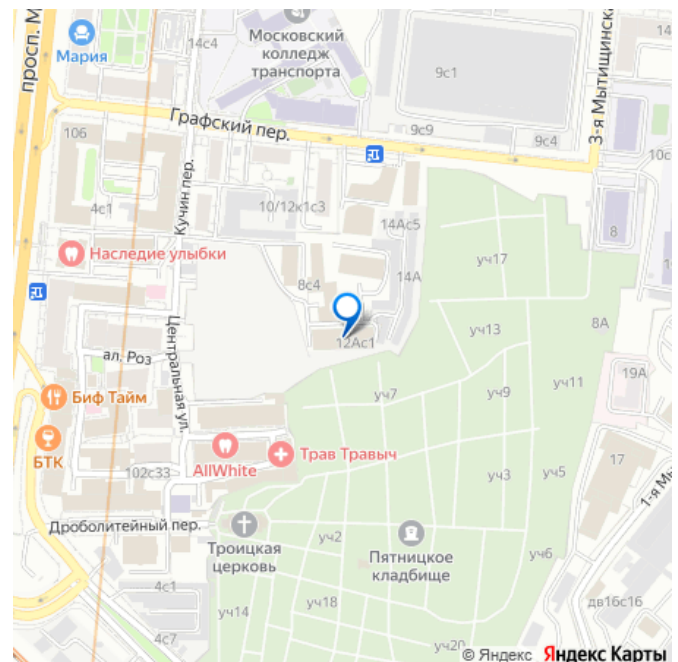 просп. М
Мария
14с4
Московский
колледж
транспорта
9с1
3-я Мытищинска
14
106
Графский пер.
9с9
9с4
10с
Кучин пер.
4с1
10/12к1с3
14Ас5
8
Наследие улыбки
8с4
14А
уч17
12Ас1
уч13
8А
Центральная ул.
ал. Роз
Биф Тайм
уч7
уч9
уч11
19А
БТК
AllWhite
Трав Травыч
102с33
уч3
уч5
17
1-я Мы
Дроболитейный пер.
Троицкая
церковь
уч2
Пятницкое
кладбище
уч6
4с1
уч14
уч18
дв16с16
4с7
уч20
© Яндекс Яндекс Карты